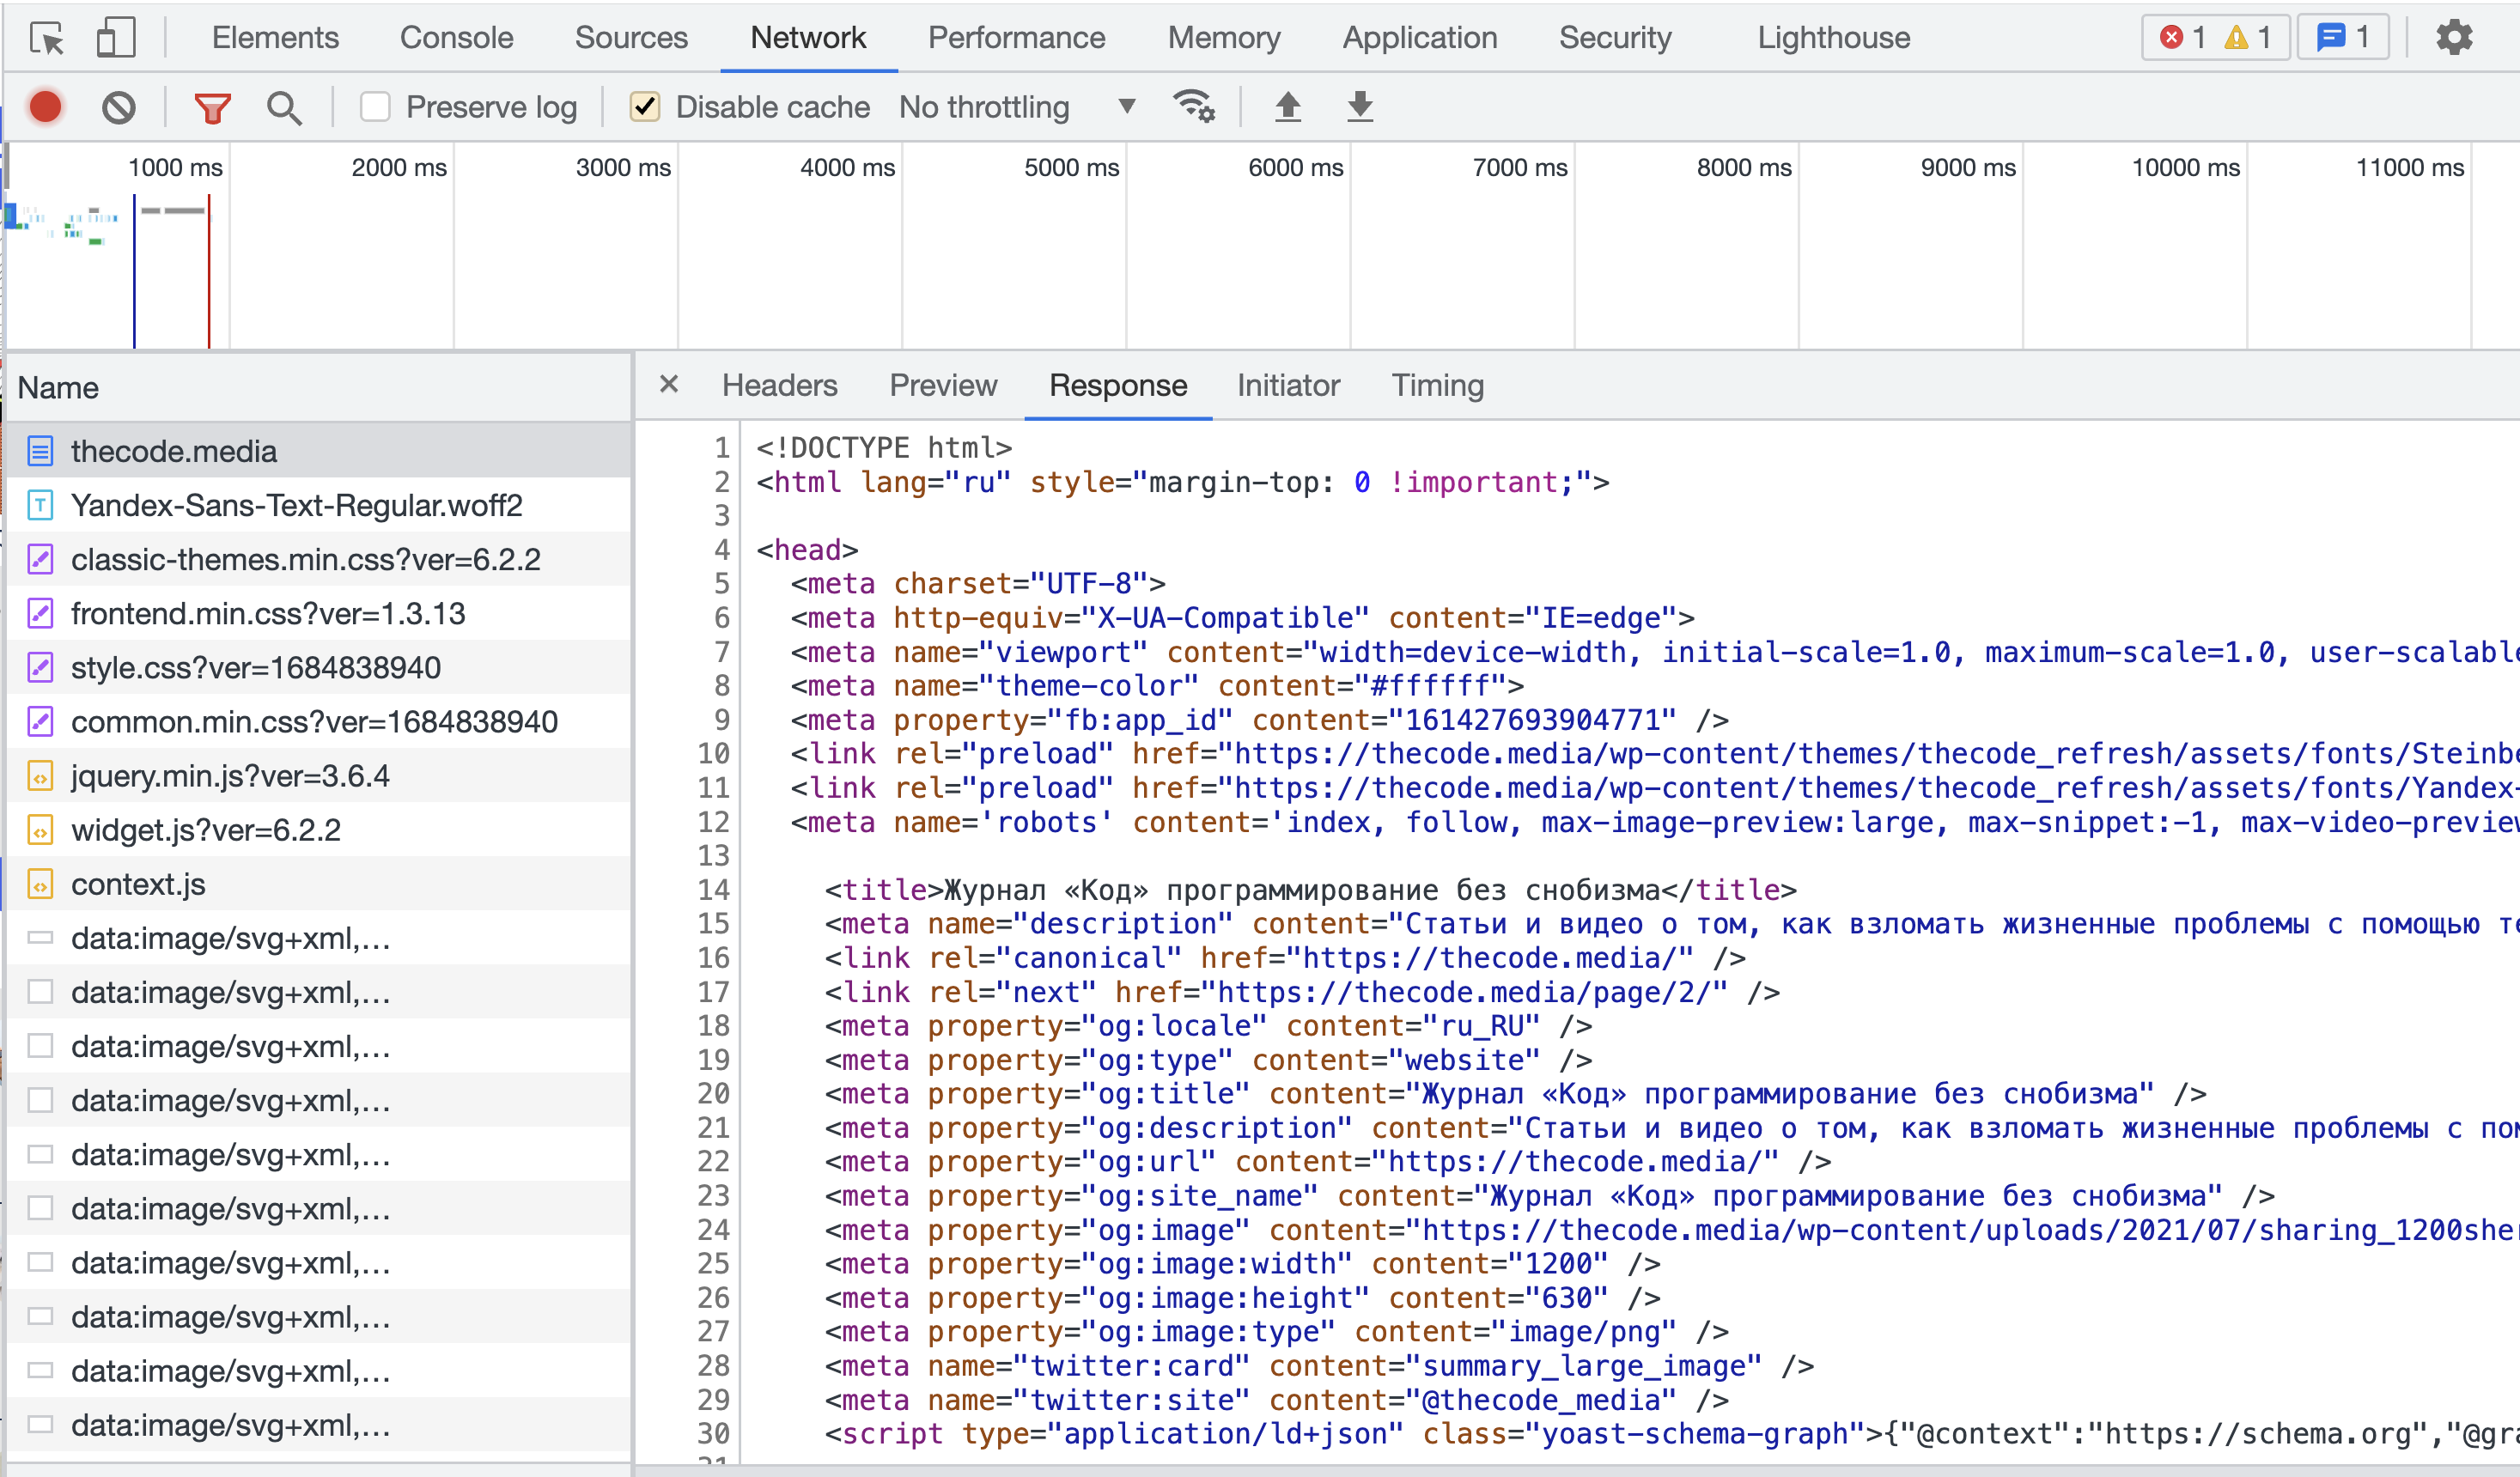 Elements Console Sources Network Performance Memory Application Security Lighthouse 1 1 1
Preserve log Disable cache No throttling
1000 ms 2000 ms 3000 ms 4000 ms 5000 ms 6000 ms 7000 ms 8000 ms 9000 ms 10000 ms 11000 ms
Name
thecode.media
Yandex-Sans-Text-Regular.woff2
classic-themes.min.css?ver=6.2.2
frontend.min.css?ver=1.3.13
style.css?ver=1684838940
common.min.css?ver=1684838940
jquery.min.js?ver=3.6.4
widget.js?ver=6.2.2
context.js
data:image/svg+xml,…
data:image/svg+xml,…
data:image/svg+xml,…
data:image/svg+xml,…
data:image/svg+xml,…
data:image/svg+xml,…
data:image/svg+xml,…
data:image/svg+xml,…
data:image/svg+xml,…
data:image/svg+xml,…
× Headers Preview Response Initiator Timing
1 <!DOCTYPE html>
2 <html lang="ru" style="margin-top: 0 !important;">
3
4 <head>
5 <meta charset="UTF-8">
6 <meta http-equiv="X-UA-Compatible" content="IE=edge">
7 <meta name="viewport" content="width=device-width, initial-scale=1.0, maximum-scale=1.0, user-scalable
8 <meta name="theme-color" content="#ffffff">
9 <meta property="fb:app_id" content="161427693904771" />
10 <link rel="preload" href="https://thecode.media/wp-content/themes/thecode_refresh/assets/fonts/Steinbe
11 <link rel="preload" href="https://thecode.media/wp-content/themes/thecode_refresh/assets/fonts/Yandex-
12 <meta name='robots' content='index, follow, max-image-preview:large, max-snippet:-1, max-video-preview
13
14 <title>Журнал «Код» программирование без снобизма</title>
15 <meta name="description" content="Статьи и видео о том, как взломать жизненные проблемы с помощью те
16 <link rel="canonical" href="https://thecode.media/" />
17 <link rel="next" href="https://thecode.media/page/2/" />
18 <meta property="og:locale" content="ru_RU" />
19 <meta property="og:type" content="website" />
20 <meta property="og:title" content="Журнал «Код» программирование без снобизма" />
21 <meta property="og:description" content="Статьи и видео о том, как взломать жизненные проблемы с пом
22 <meta property="og:url" content="https://thecode.media/" />
23 <meta property="og:site_name" content="Журнал «Код» программирование без снобизма" />
24 <meta property="og:image" content="https://thecode.media/wp-content/uploads/2021/07/sharing_1200sher
25 <meta property="og:image:width" content="1200" />
26 <meta property="og:image:height" content="630" />
27 <meta property="og:image:type" content="image/png" />
28 <meta name="twitter:card" content="summary_large_image" />
29 <meta name="twitter:site" content="@thecode_media" />
30 <script type="application/ld+json" class="yoast-schema-graph">{"@context":"https://schema.org","@gra